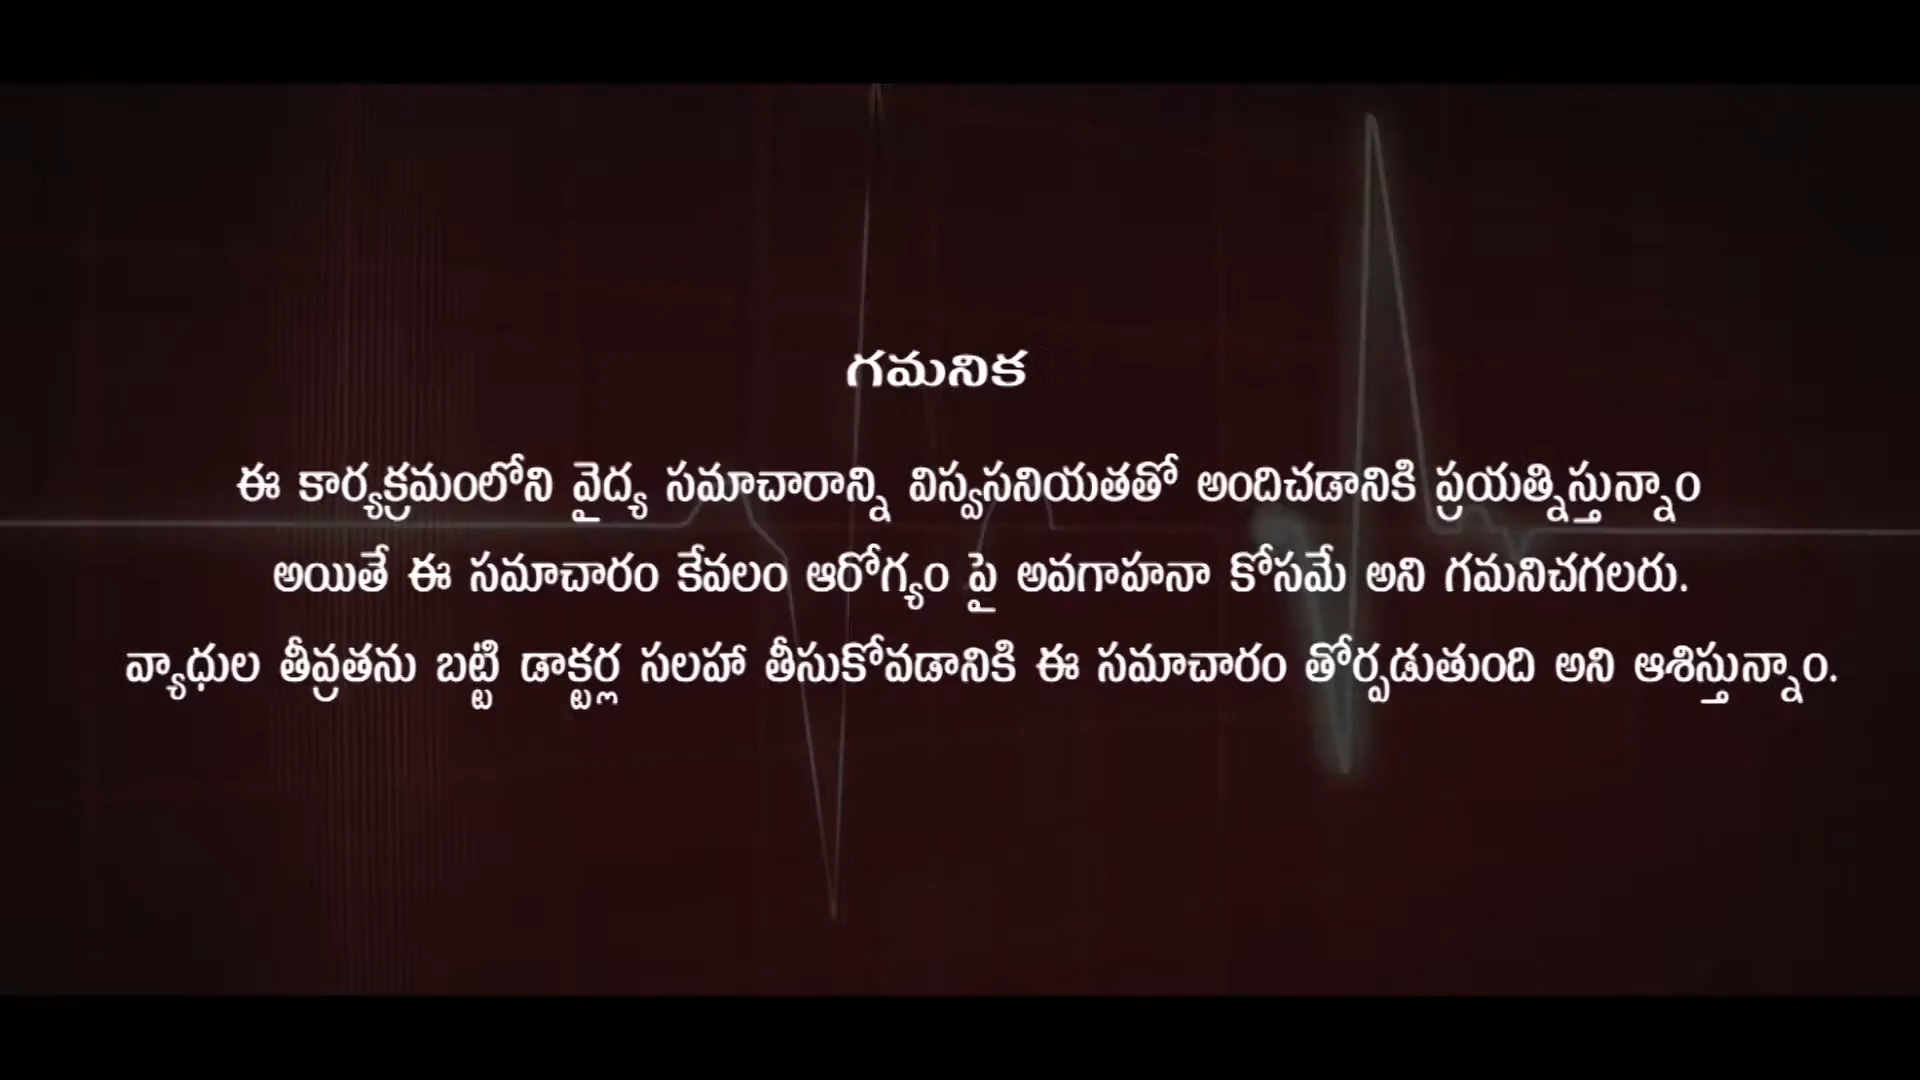 గమనిక
ఈ కార్యక్రమంలోని వైద్య సమాచారాన్ని విస్వసనియతతో అందిచడానికి ప్రయత్నిస్తున్నాం
అయితే ఈ సమాచారం కేవలం ఆరోగ్యం పై అవగాహనా కోసమే అని గమనిచగలరు.
వ్యాధుల తీవ్రతను బట్టి డాక్టర్ల సలహా తీసుకోవడానికి ఈ సమాచారం తోర్పడుతుంది అని ఆశిస్తున్నాం.